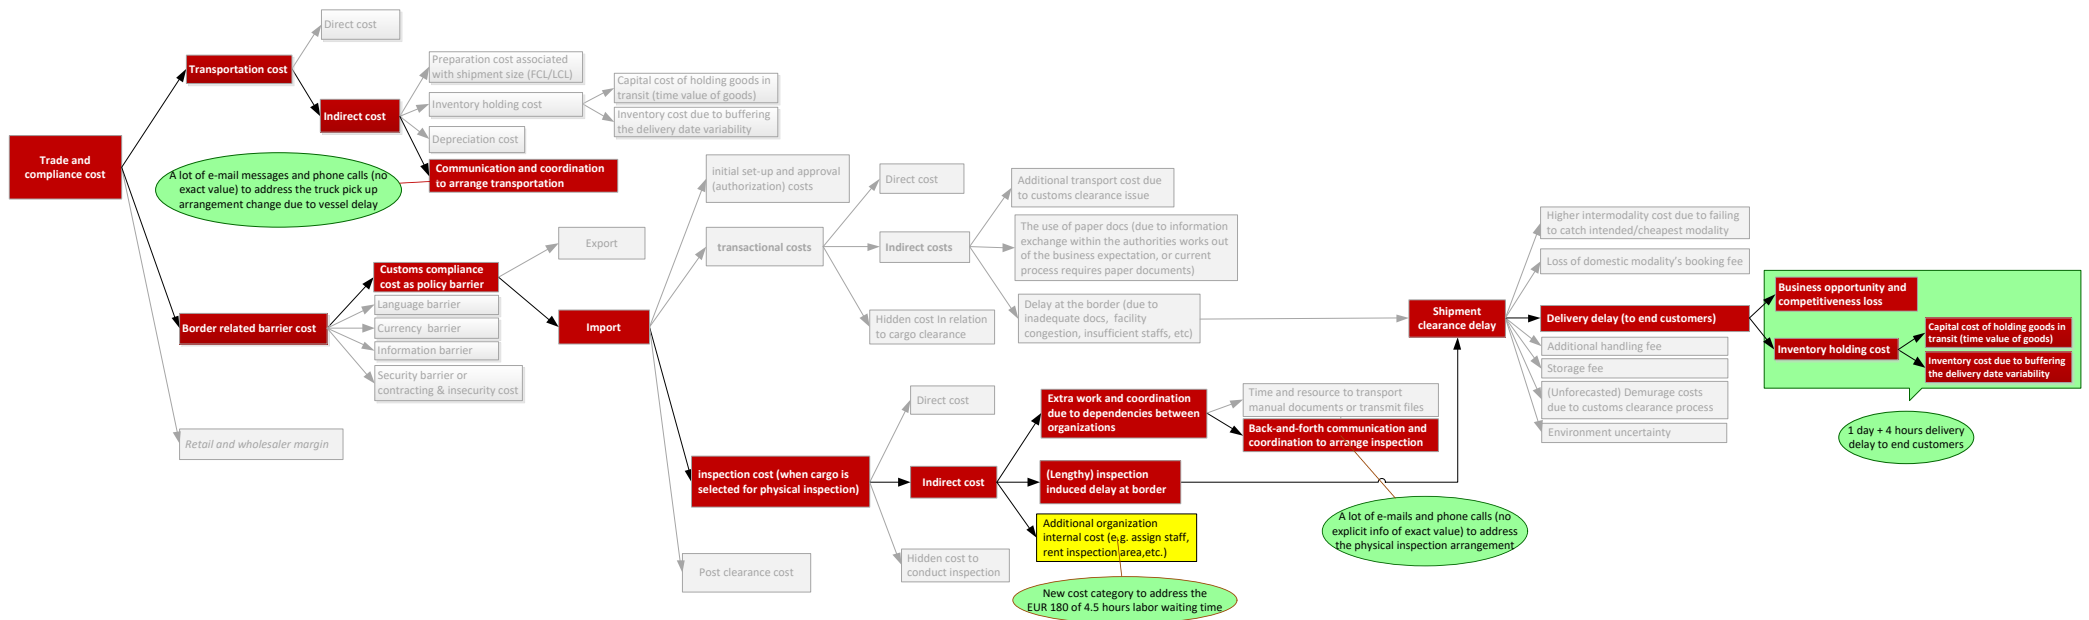 Direct cost
Transportation cost
Preparation cost associated
with shipment size (FCL/LCL)
Capital cost of holding goods in
transit (time value of goods)
Inventory holding cost
Indirect cost
Inventory cost due to buffering
the delivery date variability
Depreciation cost
Trade and
compliance cost
Communication and coordination
to arrange transportation
A lot of e-mail messages and phone calls (no
exact value) to address the truck pick up
arrangement change due to vessel delay
initial set-up and approval
(authorization) costs
Direct cost
Additional transport cost due
to customs clearance issue
Export
transactional costs
Indirect costs
The use of paper docs (due to information
exchange within the authorities works out
of the business expectation, or current
process requires paper documents)
Higher intermodality cost due to failing
to catch intended/cheapest modality
Loss of domestic modality's booking fee
Customs compliance
cost as policy barrier
Language barrier
Currency  barrier
Information barrier
Security barrier or
contracting & insecurity cost
Border related barrier cost
Import
Hidden cost In relation
to cargo clearance
Delay at the border (due to
inadequate docs,  facility
congestion, insufficient staffs, etc)
Shipment
clearance delay
Delivery delay (to end customers)
Business opportunity and
competitiveness loss
Capital cost of holding goods in
transit (time value of goods)
Inventory holding cost
Inventory cost due to buffering
the delivery date variability
Additional handling fee
Storage fee
(Unforecasted) Demurage costs
due to customs clearance process
Environment uncertainty
1 day + 4 hours delivery
delay to end customers
Retail and wholesaler margin
Direct cost
Extra work and coordination
due to dependencies between
organizations
Time and resource to transport
manual documents or transmit files
Back-and-forth communication and
coordination to arrange inspection
inspection cost (when cargo is
selected for physical inspection)
Indirect cost
(Lengthy) inspection
induced delay at border
Additional organization
internal cost (e.g. assign staff,
rent inspection area,etc.)
A lot of e-mails and phone calls (no
explicit info of exact value) to address
the physical inspection arrangement
Hidden cost to
conduct inspection
Post clearance cost
New cost category to address the
EUR 180 of 4.5 hours labor waiting time